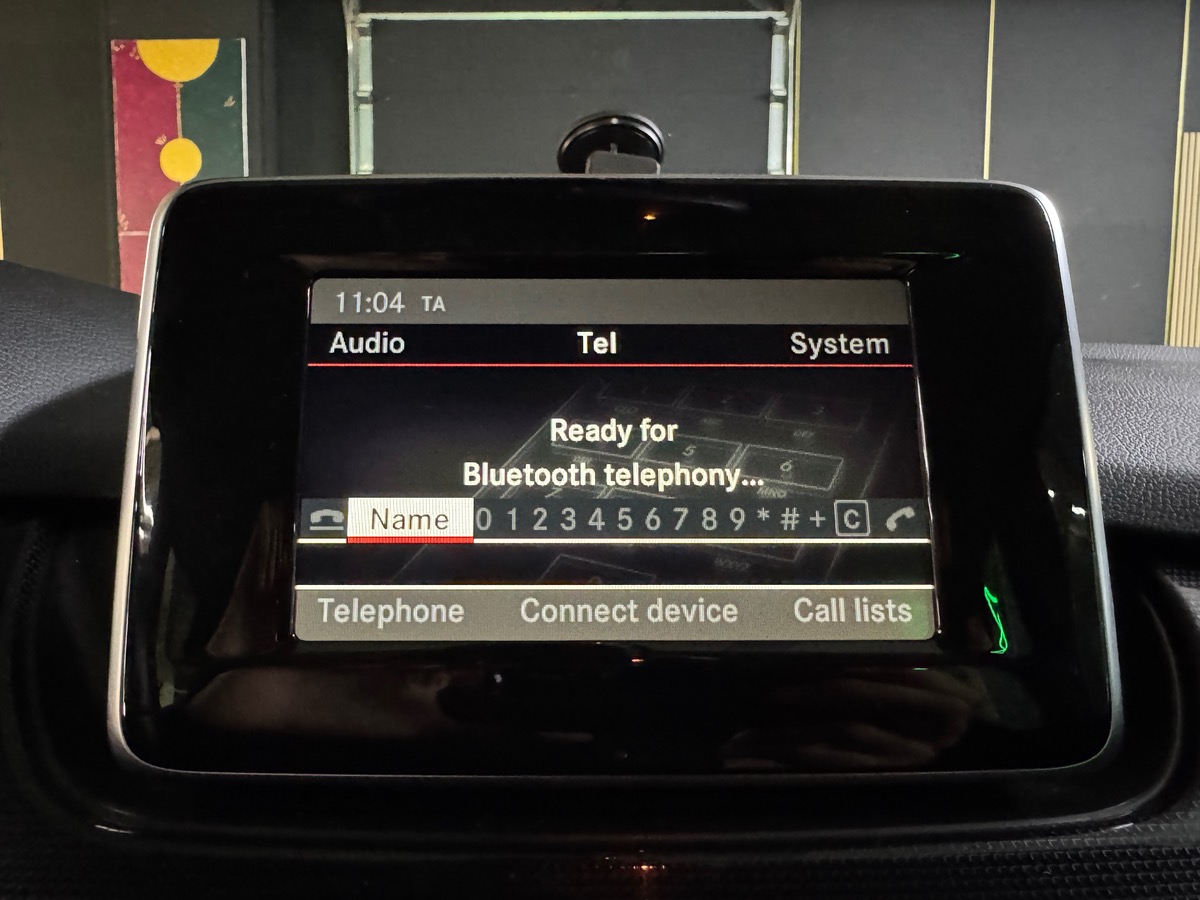 11:04 TA
Audio Tel System
Ready for
Bluetooth telephony...
Name 0 1 2 3 4 5 6 7 8 9 * # + C
Telephone Connect device Call lists